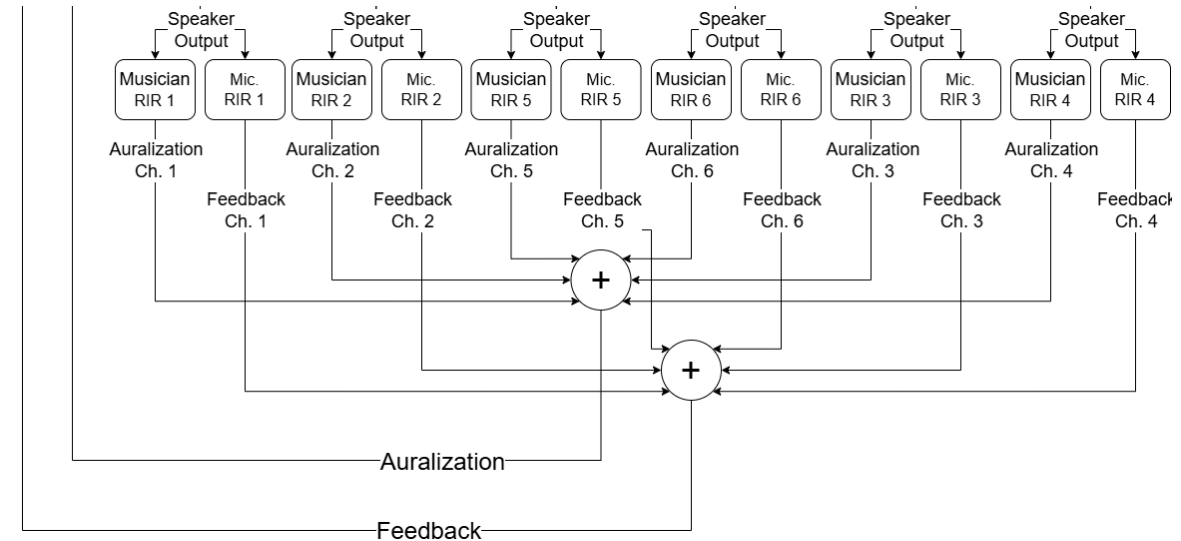 Speaker
Output
Speaker
Output
Speaker
Output
Speaker
Output
Speaker
Output
Speaker
Output
Musician
RIR 1
Mic.
RIR 1
Musician
RIR 2
Mic.
RIR 2
Musician
RIR 5
Mic.
RIR 5
Musician
RIR 6
Mic.
RIR 6
Musician
RIR 3
Mic.
RIR 3
Musician
RIR 4
Mic.
RIR 4
Auralization
Ch. 1
Auralization
Ch. 2
Auralization
Ch. 5
Auralization
Ch. 6
Auralization
Ch. 3
Auralization
Ch. 4
Feedback
Ch. 1
Feedback
Ch. 2
Feedback
Ch. 5
Feedback
Ch. 6
Feedback
Ch. 3
Feedback
Ch. 4
+
+
Auralization
Feedback